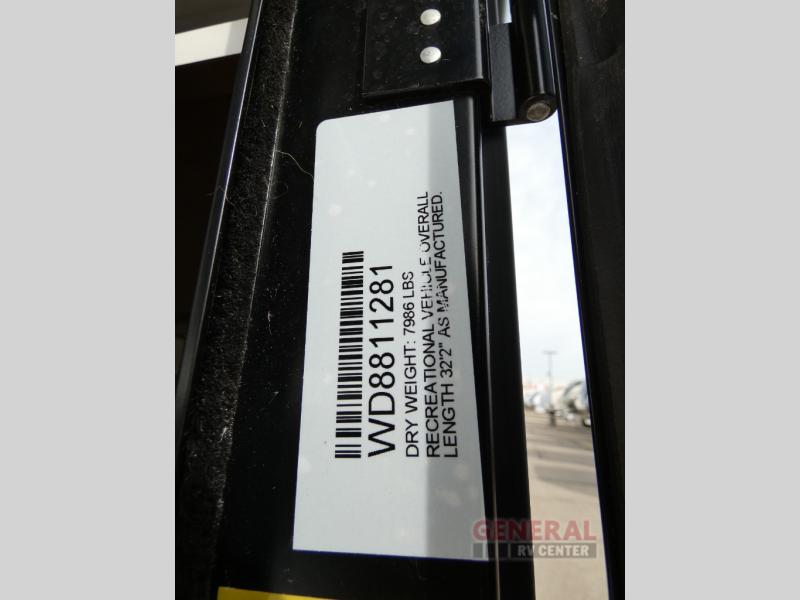 WD8811281
DRY WEIGHT: 7986 LBS
RECREATIONAL VEHICLE OVERALL
LENGTH 32'2" AS MANUFACTURED.
GENERAL
RV CENTER